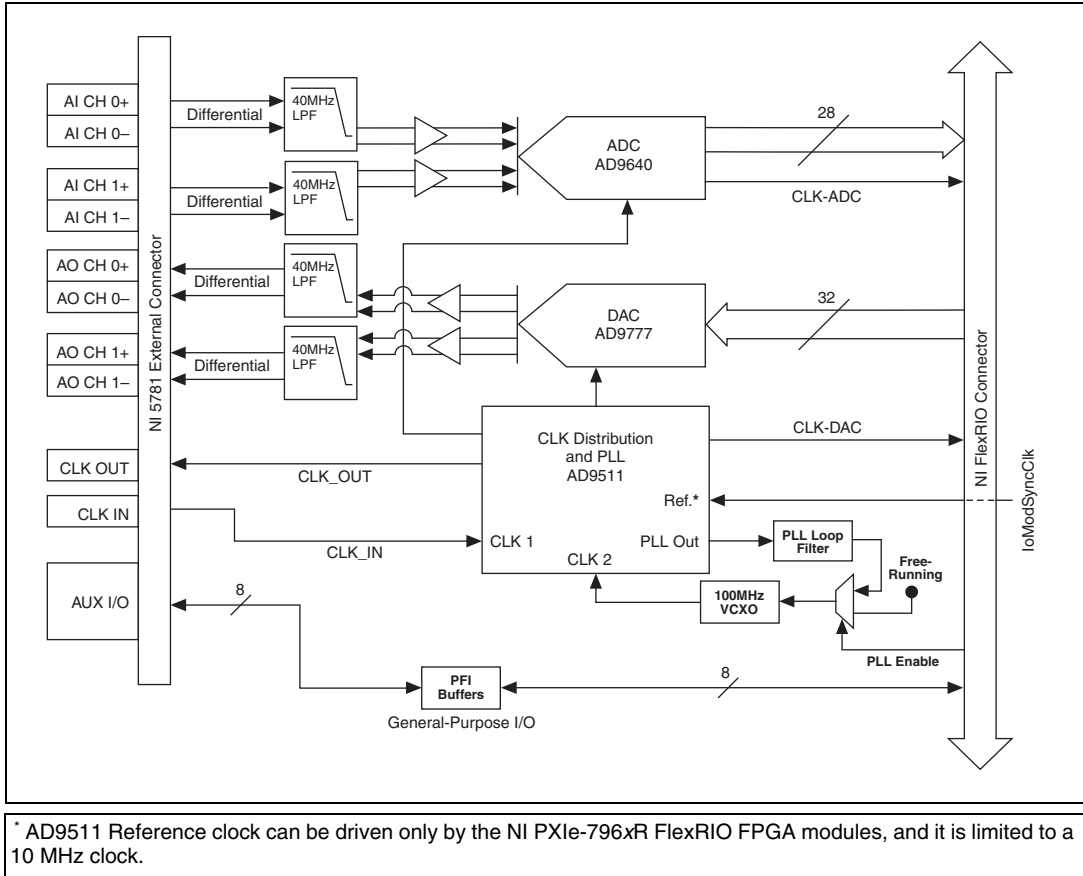 AI CH 0+
AI CH 0–
AI CH 1+
AI CH 1–
AO CH 0+
AO CH 0–
AO CH 1+
AO CH 1–
CLK OUT
CLK IN
AUX I/O
NI 5781 External Connector
Differential
Differential
Differential
Differential
40MHz
LPF
40MHz
LPF
40MHz
LPF
40MHz
LPF
ADC
AD9640
28
CLK-ADC
DAC
AD9777
32
CLK Distribution
and PLL
AD9511
CLK-DAC
Ref.*
CLK_OUT
CLK_IN
CLK 1
CLK 2
PLL Out
PLL Loop
Filter
Free-
Running
100MHz
VCXO
PLL Enable
8
PFI
Buffers
8
General-Purpose I/O
NI FlexRIO Connector
IoModSyncClk
* AD9511 Reference clock can be driven only by the NI PXIe-796xR FlexRIO FPGA modules, and it is limited to a
10 MHz clock.